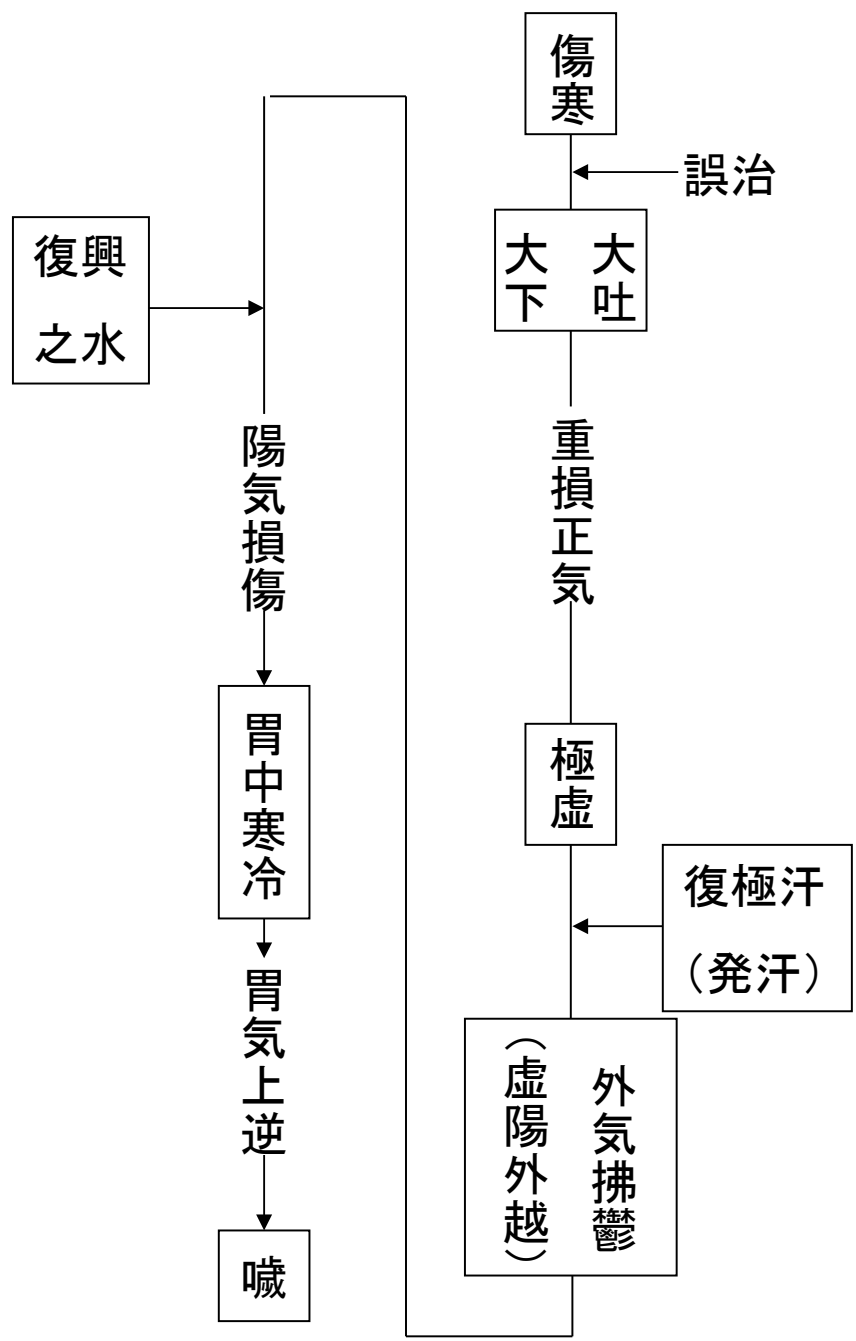 傷寒
誤治
大吐
大下
重損正気
極虚
復極汗
（発汗）
外気拂鬱
（虚陽外越）
復興
之水
陽気損傷
胃中寒冷
胃気上逆
噦